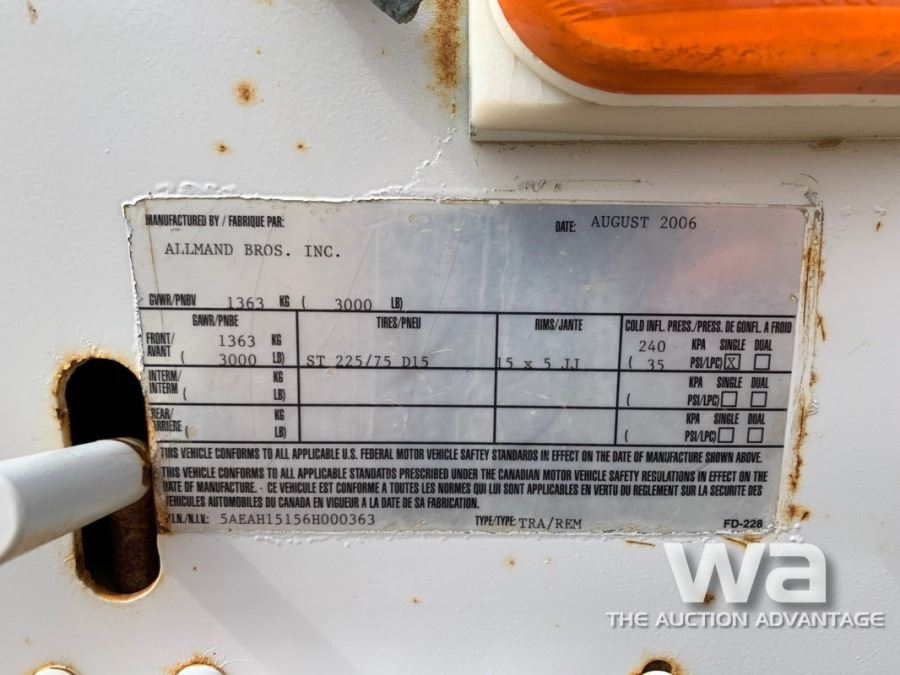 MANUFACTURED BY / FABRIQUE PAR: DATE: AUGUST 2006
ALLMAND BROS. INC.
GVWR/PNBV 1363 KG ( 3000 LB)
GAWR/PNBE TIRES/PNEU RIMS/JANTE COLD INFL. PRESS./PRESS. DE GONFL. A FROID
FRONT/ 1363 KG 240 KPA SINGLE DUAL
AVANT ( 3000 LB) ST 225/75 D15 15 x 5 JJ ( 35 PSI/LPC) X
INTERM/ KG KPA SINGLE DUAL
INTERM ( LB) ( PSI/LPC)
REAR/ KG KPA SINGLE DUAL
ARRIERE ( LB) ( PSI/LPC)
THIS VEHICLE CONFORMS TO ALL APPLICABLE U.S. FEDERAL MOTOR VEHICLE SAFTEY STANDARDS IN EFFECT ON THE DATE OF MANUFACTURE SHOWN ABOVE.
THIS VEHICLE CONFORMS TO ALL APPLICABLE STANDATDS PRESCRIBED UNDER THE CANADIAN MOTOR VEHICLE SAFETY REGULATIONS IN EFFECT ON THE
DATE OF MANUFACTURE. - CE VEHICULE EST CONFORME A TOUTES LES NORMES QUI LUI SONT APPLICABLES EN VERTU DU REGLEMENT SUR LA SECURITE DES
VEHICULES AUTOMOBILES DU CANADA EN VIGUEUR A LA DATE DE SA FABRICATION.
V.I.N./N.I.V.: 5AEAH15156H000363 TYPE/TYPE: TRA/REM FD-228
wa
THE AUCTION ADVANTAGE